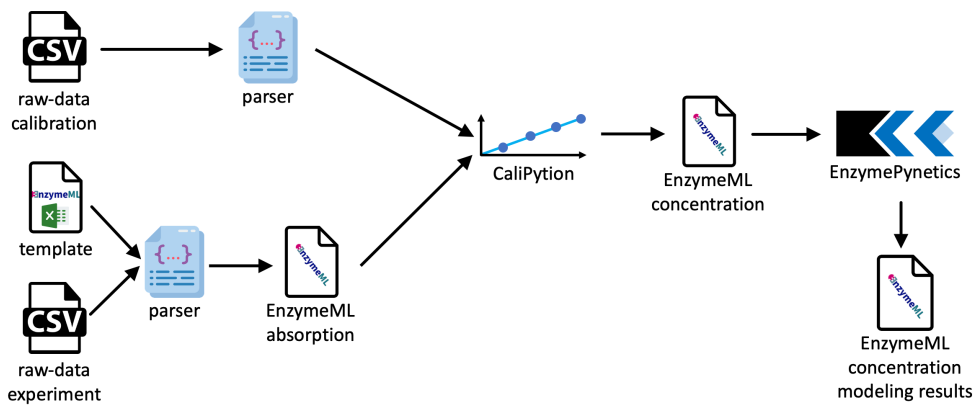 CSV
raw-data
calibration
{...}
parser
EnzymeML
template
CSV
raw-data
experiment
{...}
parser
EnzymeML
EnzymeML
absorption
CaliPytion
EnzymeML
EnzymeML
concentration
EnzymePynetics
EnzymeML
EnzymeML
concentration
modeling results